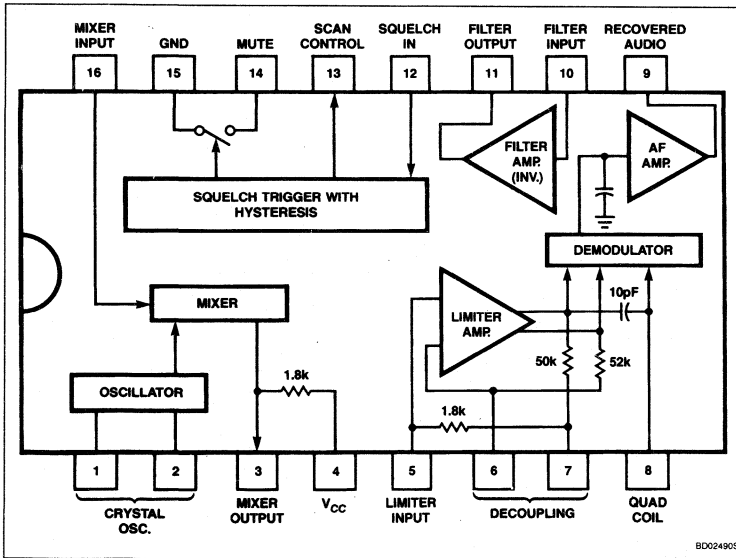 MIXER INPUT
GND
MUTE
SCAN CONTROL
SQUELCH IN
FILTER OUTPUT
FILTER INPUT
RECOVERED AUDIO
16
15
14
13
12
11
10
9
FILTER
AMP.
(INV.)
AF
AMP.
SQUELCH TRIGGER WITH
HYSTERESIS
DEMODULATOR
MIXER
LIMITER
AMP.
10pF
50k
52k
OSCILLATOR
1.8k
1.8k
1
2
3
4
5
6
7
8
CRYSTAL
OSC.
MIXER
OUTPUT
VCC
LIMITER
INPUT
DECOUPLING
QUAD
COIL
BD02490S